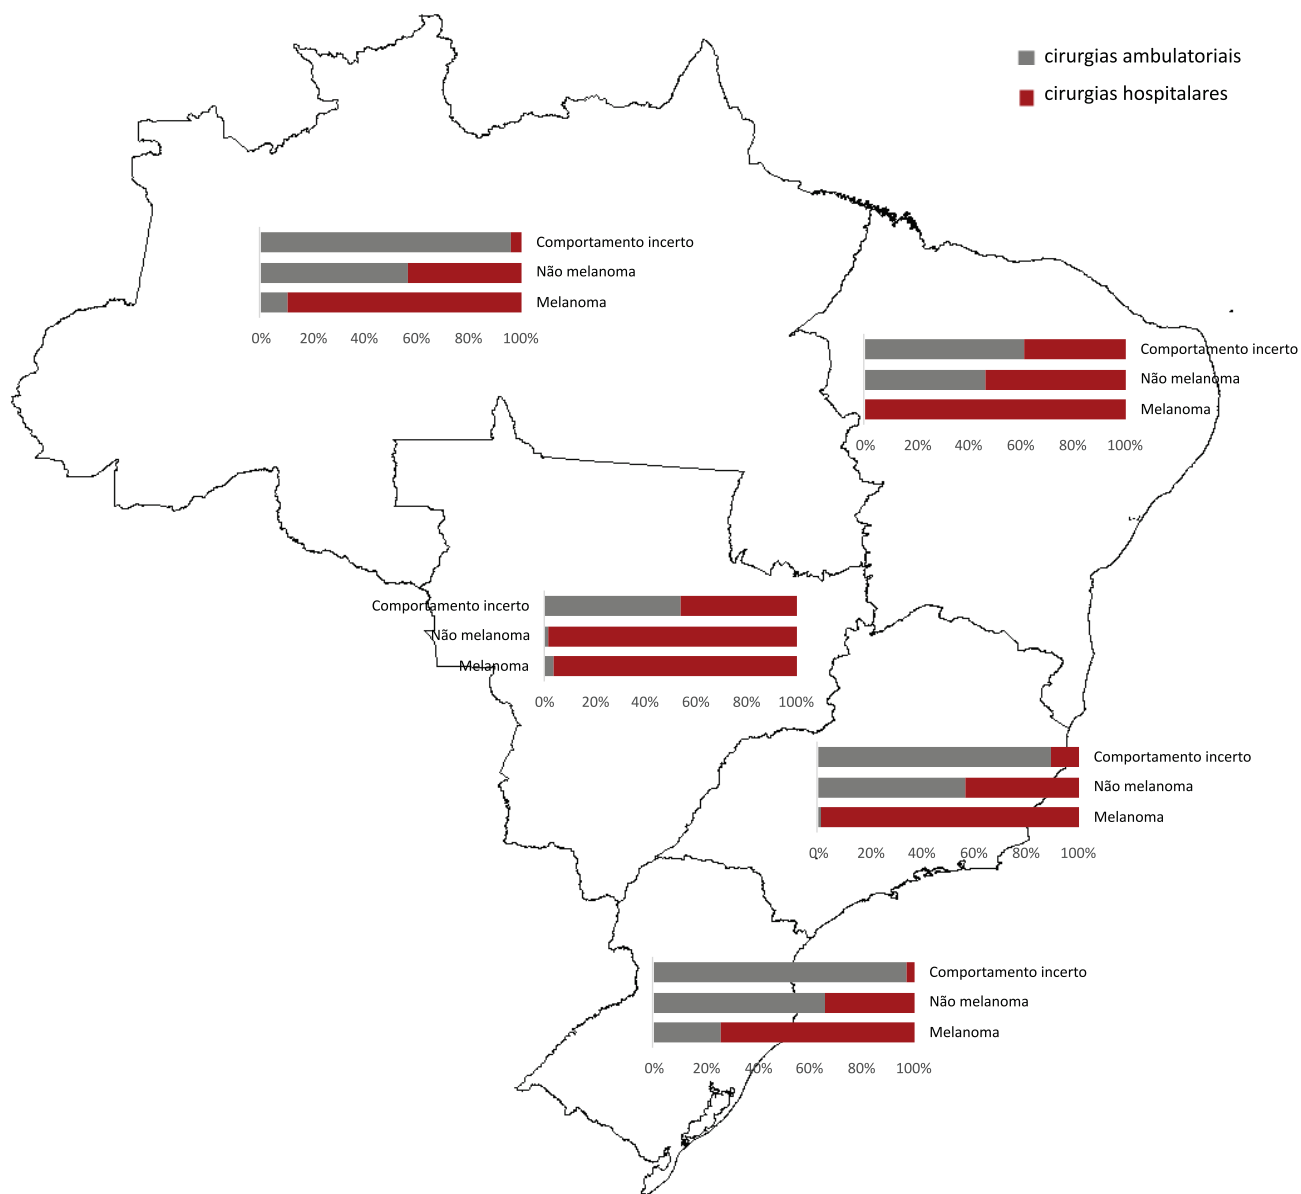 cirurgias ambulatoriais
cirurgias hospitalares
Comportamento incerto
Não melanoma
Melanoma
0% 20% 40% 60% 80% 100%
Comportamento incerto
Não melanoma
Melanoma
0% 20% 40% 60% 80% 100%
Comportamento incerto
Não melanoma
Melanoma
0% 20% 40% 60% 80% 100%
Comportamento incerto
Não melanoma
Melanoma
0% 20% 40% 60% 80% 100%
Comportamento incerto
Não melanoma
Melanoma
0% 20% 40% 60% 80% 100%